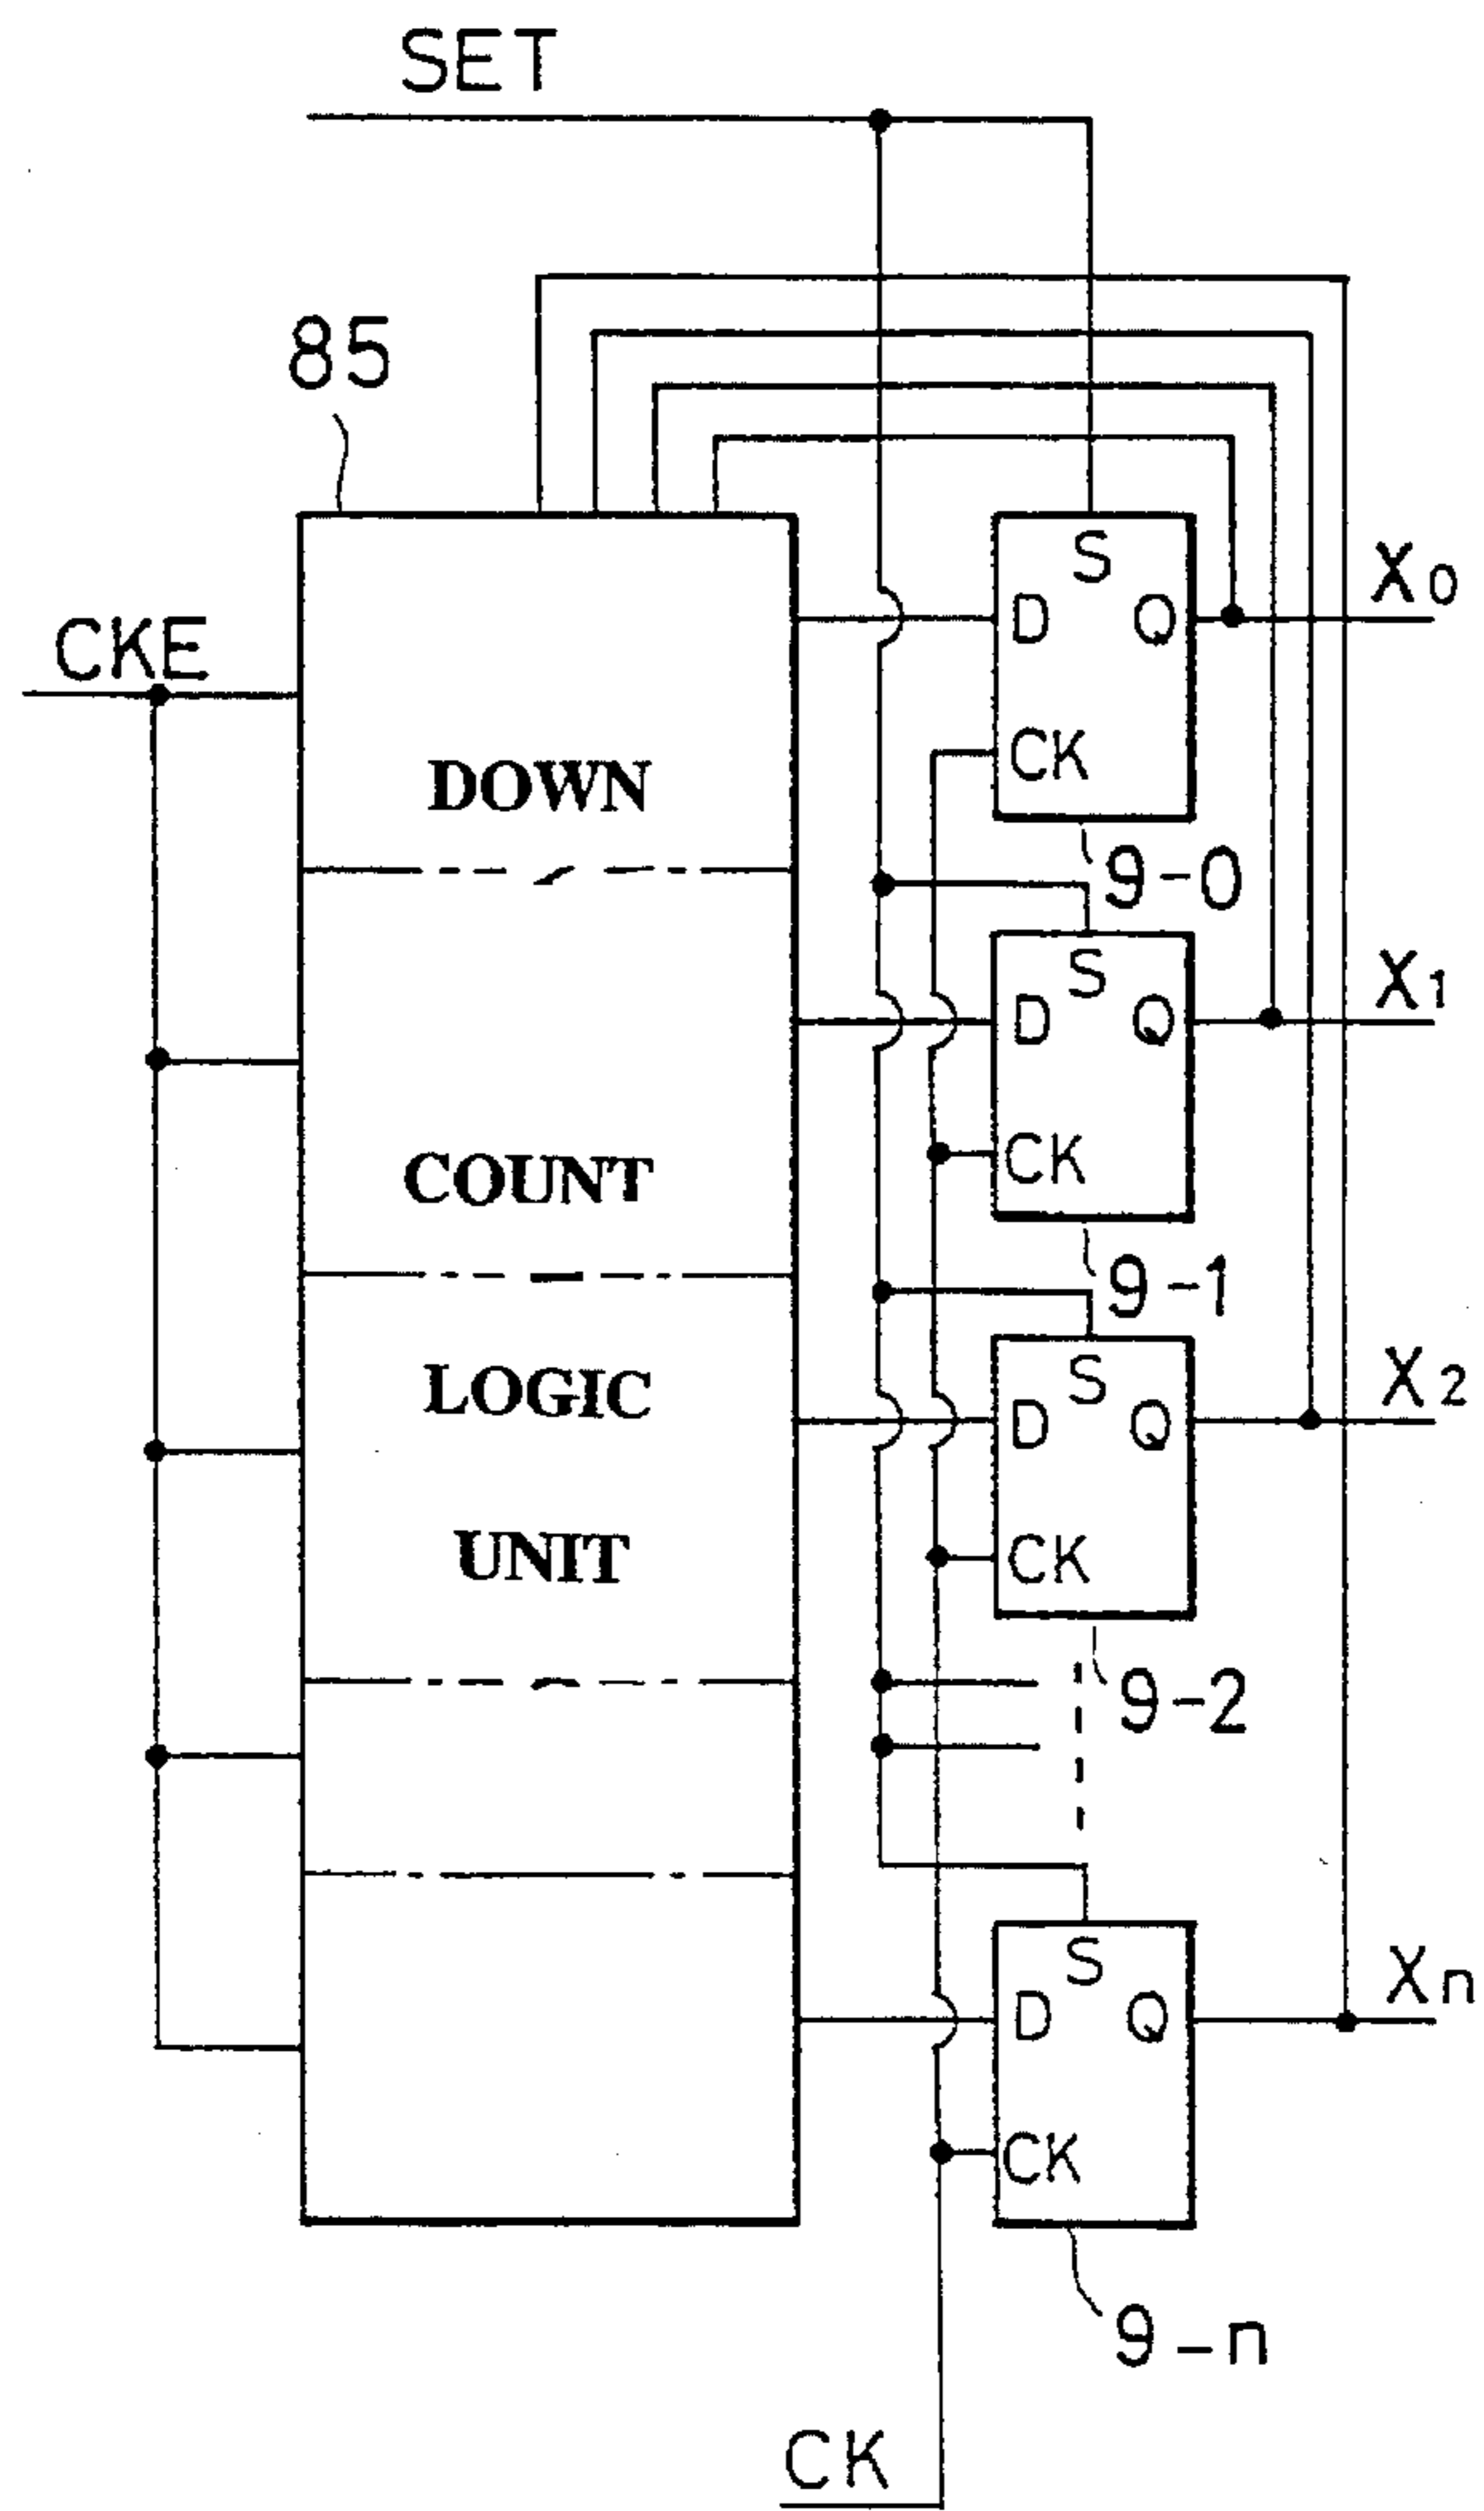 SET
85
S
D Q
X0
CKE
CK
DOWN
9-0
S
D Q
X1
CK
COUNT
9-1
S
D Q
X2
LOGIC
CK
UNIT
9-2
S
D Q
Xn
CK
9-n
CK